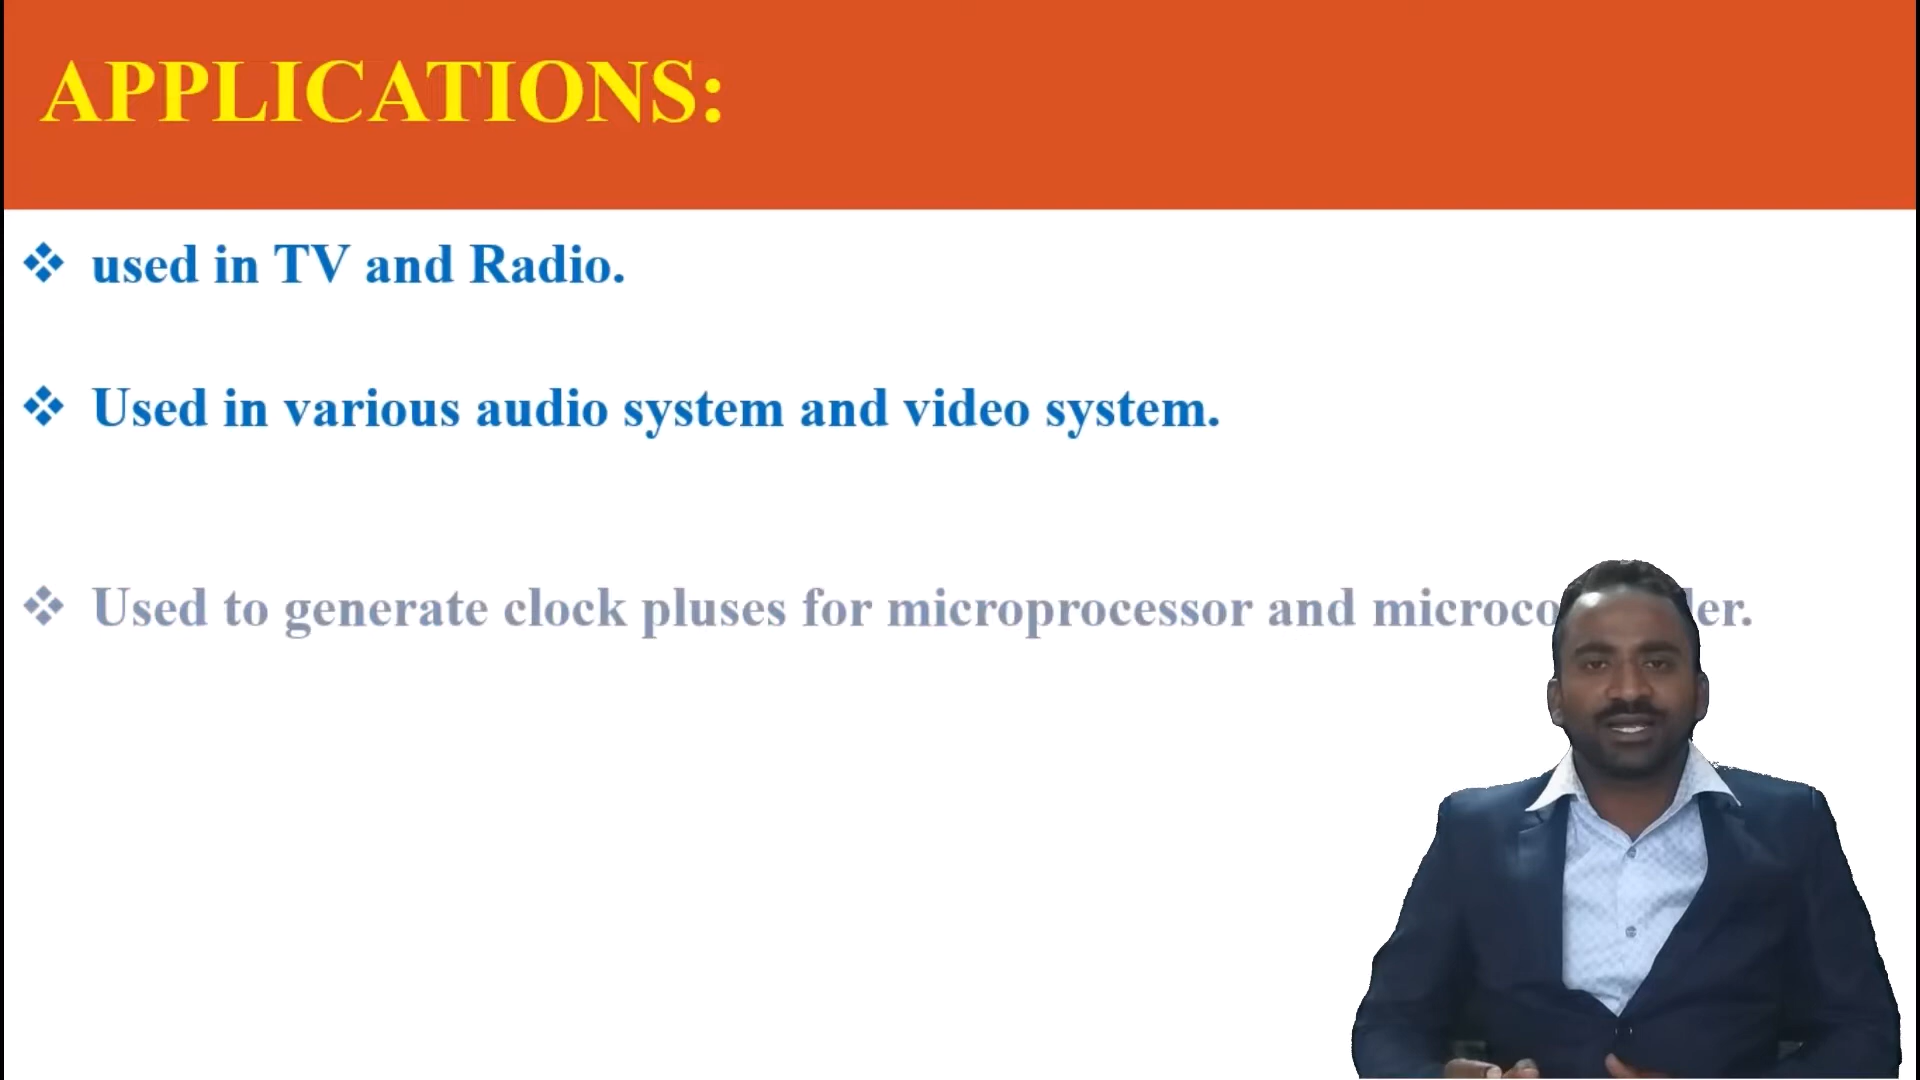 APPLICATIONS:
❖ used in TV and Radio.
❖ Used in various audio system and video system.
❖ Used to generate clock pluses for microprocessor and